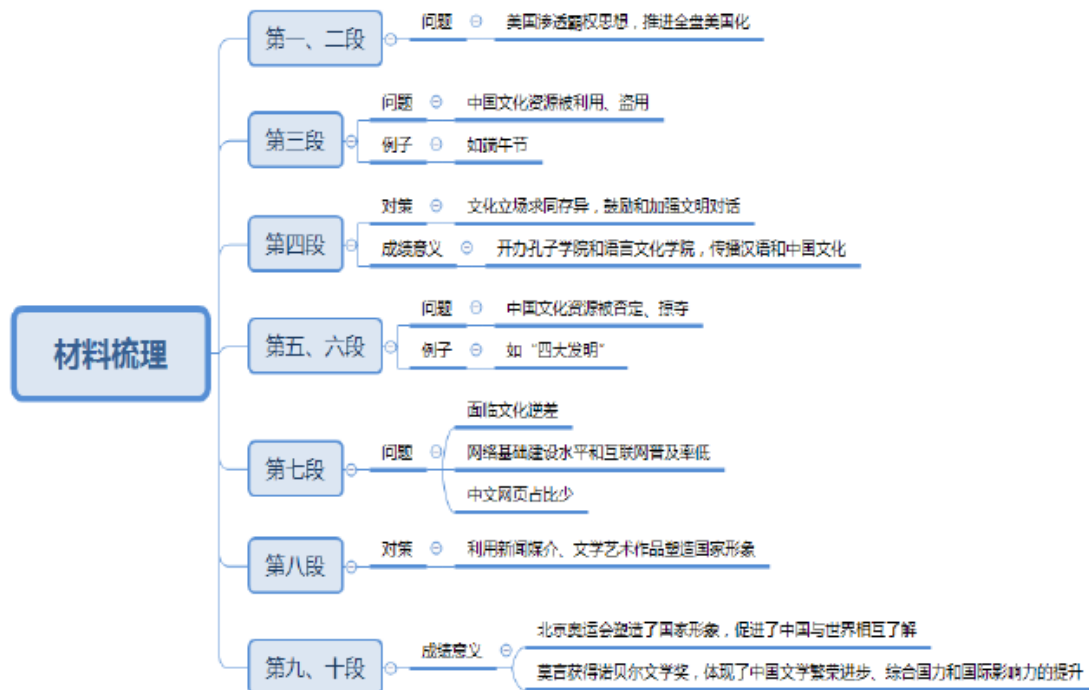 材料梳理
第一、二段
问题
美国渗透霸权思想，推进全盘美国化
第三段
问题
中国文化资源被利用、盗用
例子
如端午节
第四段
对策
文化立场求同存异，鼓励和加强文明对话
成绩意义
开办孔子学院和语言文化学院，传播汉语和中国文化
第五、六段
问题
中国文化资源被否定、掠夺
例子
如“四大发明”
第七段
问题
面临文化逆差
网络基础建设水平和互联网普及率低
中文网页占比少
第八段
对策
利用新闻媒介、文学艺术作品塑造国家形象
第九、十段
成绩意义
北京奥运会塑造了国家形象，促进了中国与世界相互了解
莫言获得诺贝尔文学奖，体现了中国文学繁荣进步、综合国力和国际影响力的提升